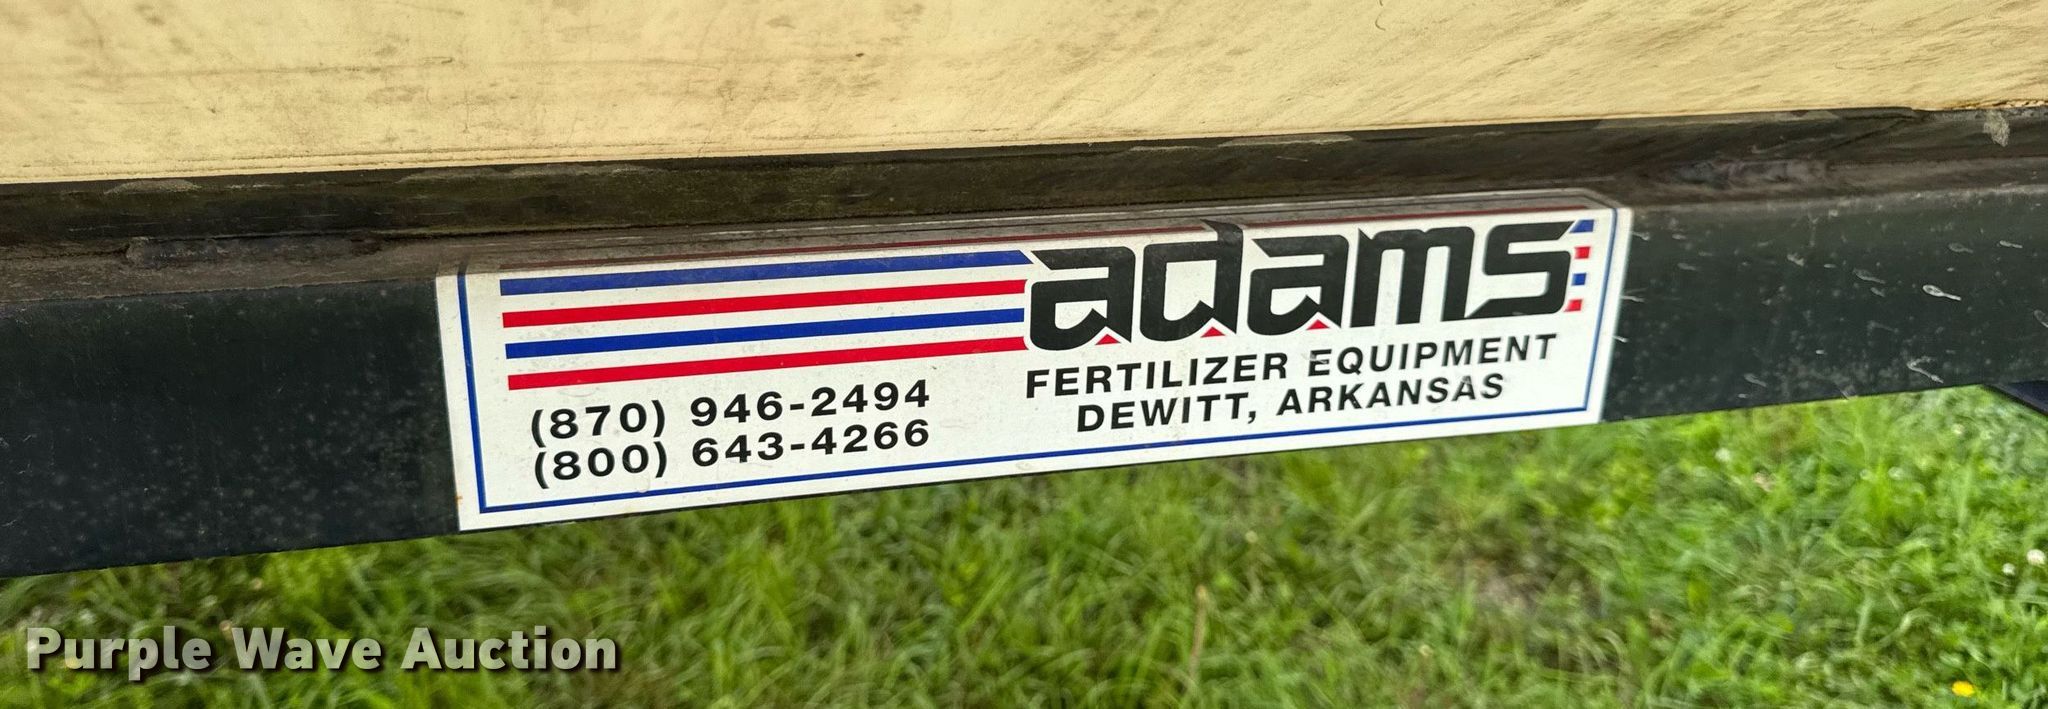 adams
FERTILIZER EQUIPMENT
DEWITT, ARKANSAS
(870) 946-2494
(800) 643-4266
Purple Wave Auction